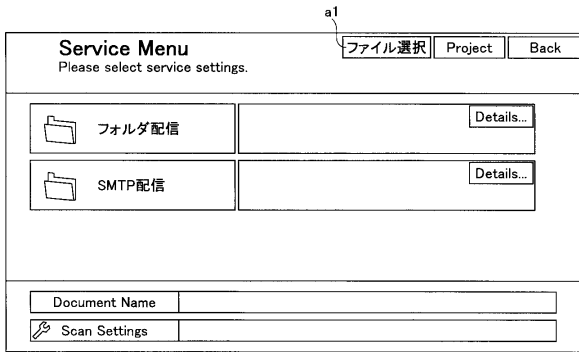 a1
Service Menu
ファイル選択 Project Back
Please select service settings.
フォルダ配信
Details...
SMTP配信
Details...
Document Name
Scan Settings